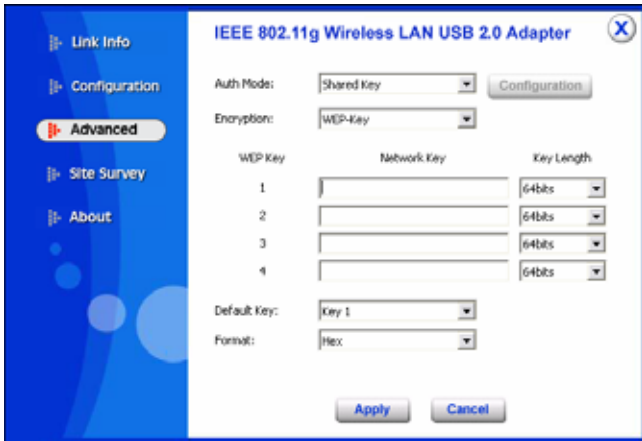 IEEE 802.11g Wireless LAN USB 2.0 Adapter
X
Link Info
Configuration
Advanced
Site Survey
About
Auth Mode: Shared Key Configuration
Encryption: WEP-Key
WEP Key Network Key Key Length
1 64bits
2 64bits
3 64bits
4 64bits
Default Key: Key 1
Format: Hex
Apply Cancel